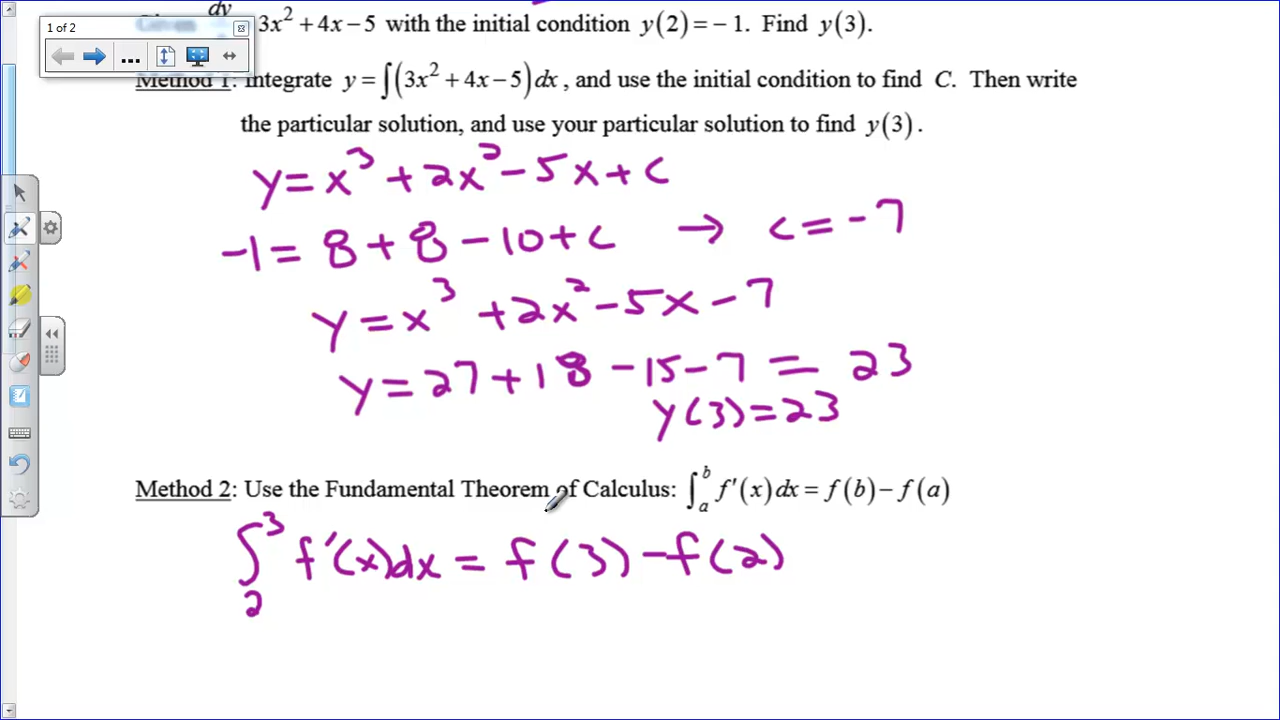 dy
Given 3x² + 4x − 5 with the initial condition y(2) = −1. Find y(3).
1 of 2
Method 1: Integrate y = ∫(3x² + 4x − 5)dx, and use the initial condition to find C. Then write
the particular solution, and use your particular solution to find y(3).
y = x³ + 2x² − 5x + c
−1 = 8 + 8 − 10 + c → c = −7
y = x³ + 2x² − 5x − 7
y = 27 + 18 − 15 − 7 = 23
y(3) = 23
Method 2: Use the Fundamental Theorem of Calculus: ∫ₐᵇ f'(x)dx = f(b) − f(a)
∫₂³ f'(x)dx = f(3) − f(2)